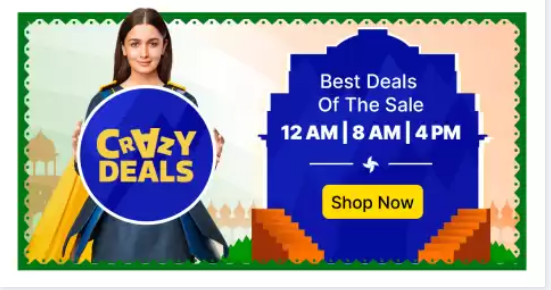 CRAZY
DEALS
Best Deals
Of The Sale
12 AM | 8 AM | 4 PM
Shop Now